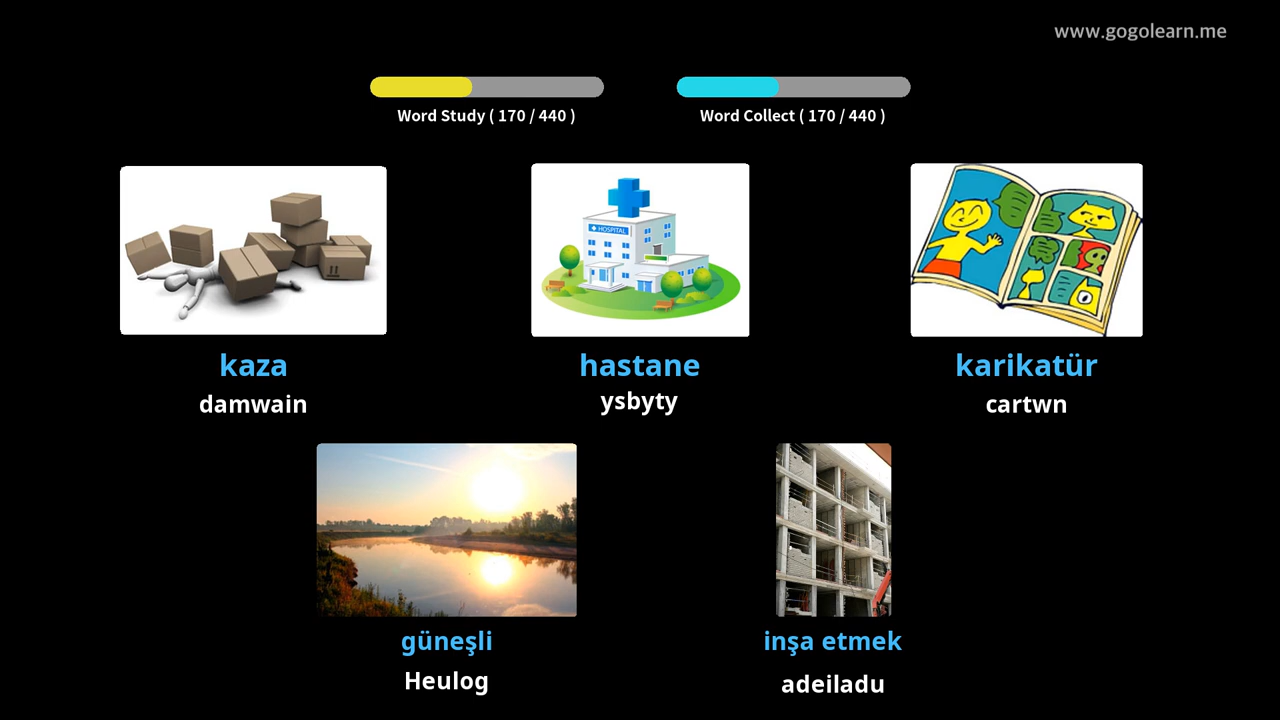 www.gogolearn.me
Word Study ( 170 / 440 )
Word Collect ( 170 / 440 )
HOSPITAL
kaza
hastane
karikatür
damwain
ysbyty
cartwn
güneşli
inşa etmek
Heulog
adeiladu